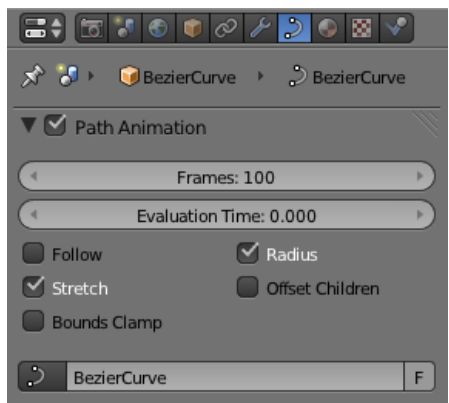 BezierCurve BezierCurve
Path Animation
Frames: 100
Evaluation Time: 0.000
Follow Radius
Stretch Offset Children
Bounds Clamp
BezierCurve F